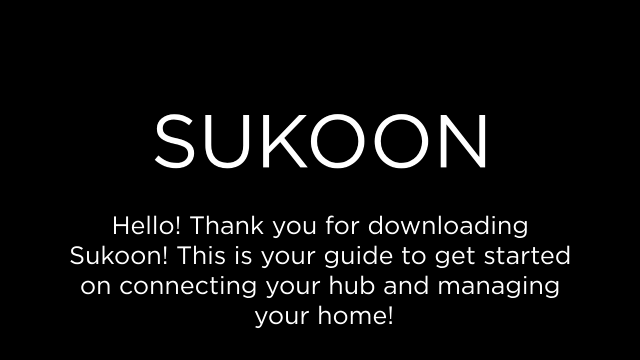 SUKOON
Hello! Thank you for downloading
Sukoon! This is your guide to get started
on connecting your hub and managing
your home!